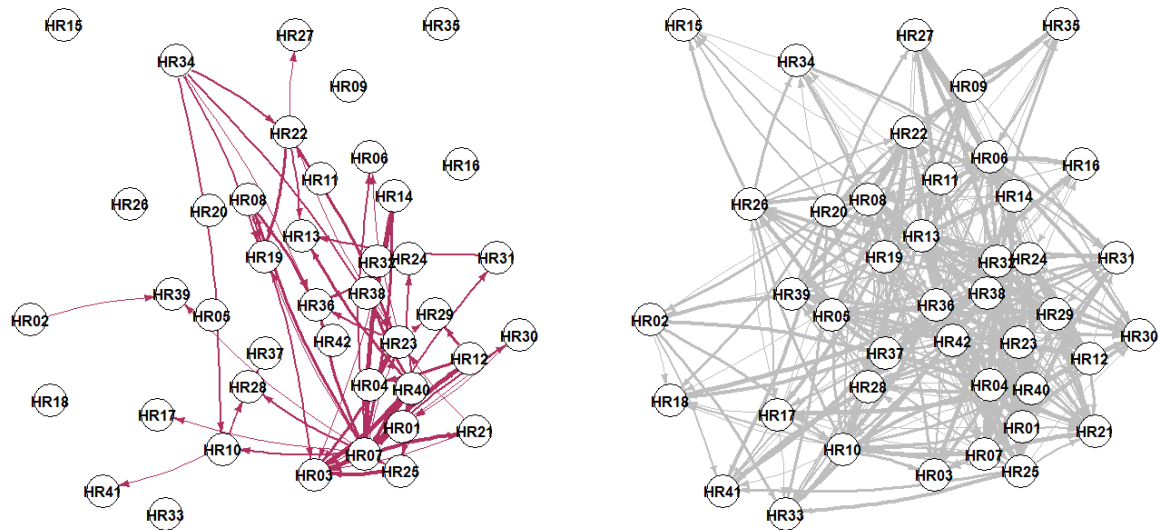 HR15
HR35
HR27
HR34
HR09
HR22
HR06
HR16
HR11
HR08
HR14
HR26
HR20
HR13
HR19
HR32
HR24
HR31
HR39
HR38
HR36
HR02
HR05
HR29
HR30
HR42
HR23
HR37
HR12
HR28
HR04
HR40
HR18
HR17
HR01
HR21
HR10
HR07
HR03
HR25
HR41
HR33
HR15
HR35
HR27
HR34
HR09
HR22
HR06
HR16
HR11
HR08
HR14
HR26
HR20
HR13
HR19
HR32
HR24
HR31
HR39
HR38
HR36
HR02
HR05
HR29
HR30
HR42
HR23
HR37
HR12
HR28
HR04
HR40
HR18
HR17
HR01
HR21
HR10
HR07
HR03
HR25
HR41
HR33